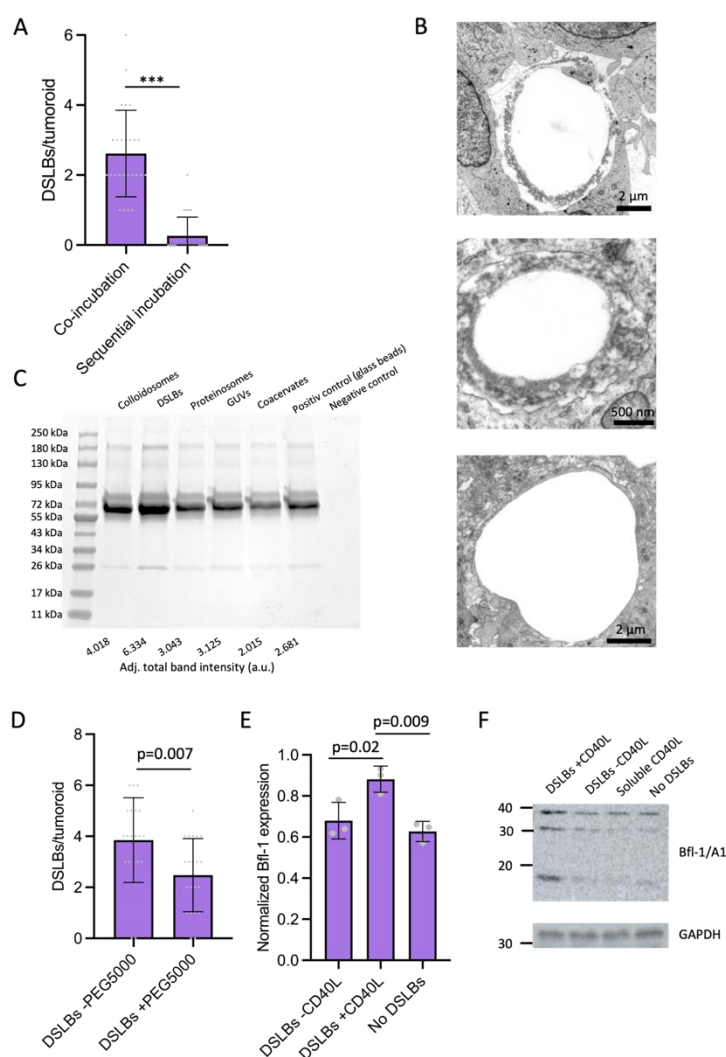 A
DSLBs/tumoroid
6
4
2
0
***
Co-incubation
Sequential incubation
B
2 µm
500 nm
2 µm
C
Colloidosomes
DSLBs
Proteinosomes
GUVs
Coacervates
Positiv control (glass beads)
Negative control
250 kDa
180 kDa
130 kDa
95 kDa
72 kDa
55 kDa
43 kDa
34 kDa
26 kDa
17 kDa
11 kDa
4.018
6.334
3.043
3.125
2.015
2.681
Adj. total band intensity (a.u.)
D
DSLBs/tumoroid
8
6
4
2
0
p=0.007
DSLBs -PEG5000
DSLBs +PEG5000
E
Normalized Bfl-1 expression
1.0
0.8
0.6
0.4
0.2
0.0
p=0.009
p=0.02
DSLBs -CD40L
DSLBs +CD40L
No DSLBs
F
DSLBs +CD40L
DSLBs -CD40L
Soluble CD40L
No DSLBs
40
30
20
Bfl-1/A1
30
GAPDH